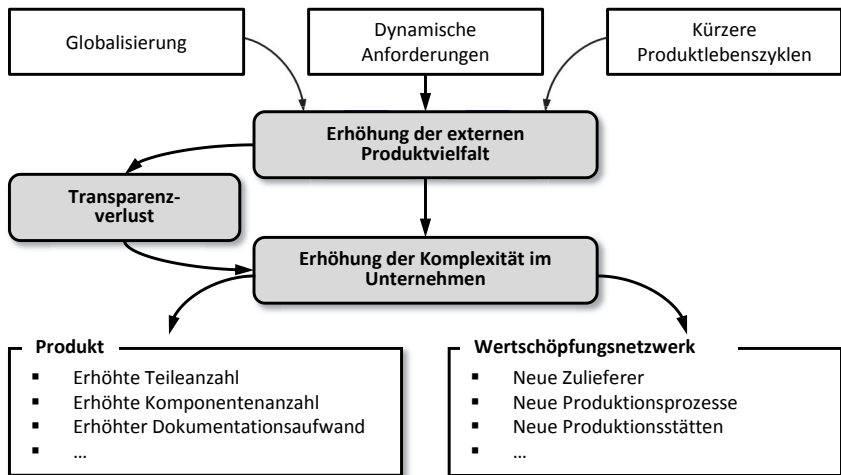 Globalisierung
Dynamische
Anforderungen
Kürzere
Produktlebenszyklen
Erhöhung der externen
Produktvielfalt
Transparenz-
verlust
Erhöhung der Komplexität im
Unternehmen
Produkt
▪ Erhöhte Teileanzahl
▪ Erhöhte Komponentenanzahl
▪ Erhöhter Dokumentationsaufwand
▪ ...
Wertschöpfungsnetzwerk
▪ Neue Zulieferer
▪ Neue Produktionsprozesse
▪ Neue Produktionsstätten
▪ ...